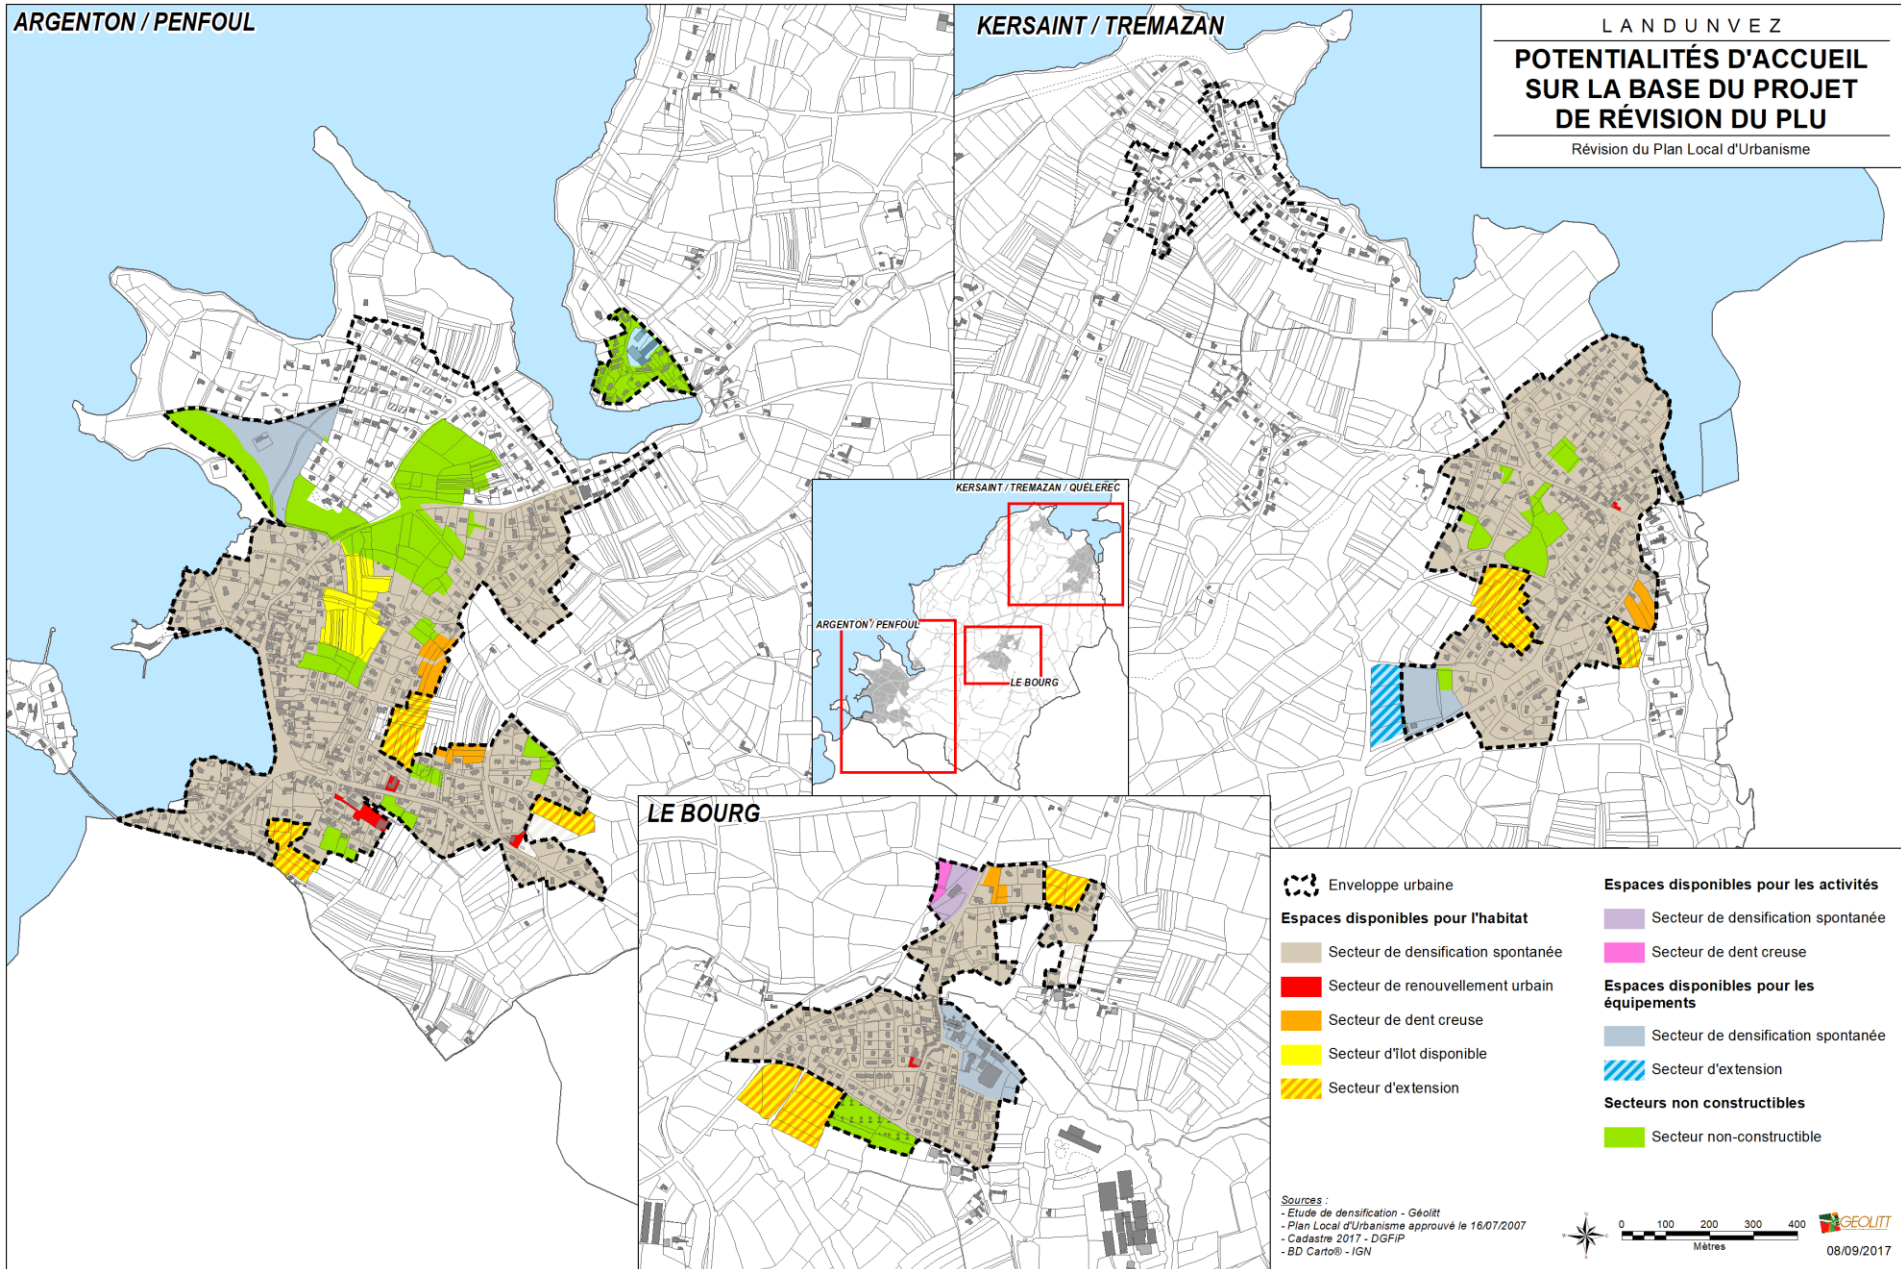 ARGENTON / PENFOUL
KERSAINT / TREMAZAN
LANDUNVEZ
POTENTIALITÉS D'ACCUEIL
SUR LA BASE DU PROJET
DE RÉVISION DU PLU
Révision du Plan Local d'Urbanisme
KERSAINT / TREMAZAN / QUÉLEREC
ARGENTON / PENFOUL
LE BOURG
LE BOURG
Enveloppe urbaine
Espaces disponibles pour l'habitat
Secteur de densification spontanée
Secteur de renouvellement urbain
Secteur de dent creuse
Secteur d'îlot disponible
Secteur d'extension
Espaces disponibles pour les activités
Secteur de densification spontanée
Secteur de dent creuse
Espaces disponibles pour les
équipements
Secteur de densification spontanée
Secteur d'extension
Secteurs non constructibles
Secteur non-constructible
Sources :
- Etude de densification - Géolitt
- Plan Local d'Urbanisme approuvé le 16/07/2007
- Cadastre 2017 - DGFiP
- BD Carto® - IGN
N
W
E
S
0 100 200 300 400
Mètres
GEOLITT
08/09/2017